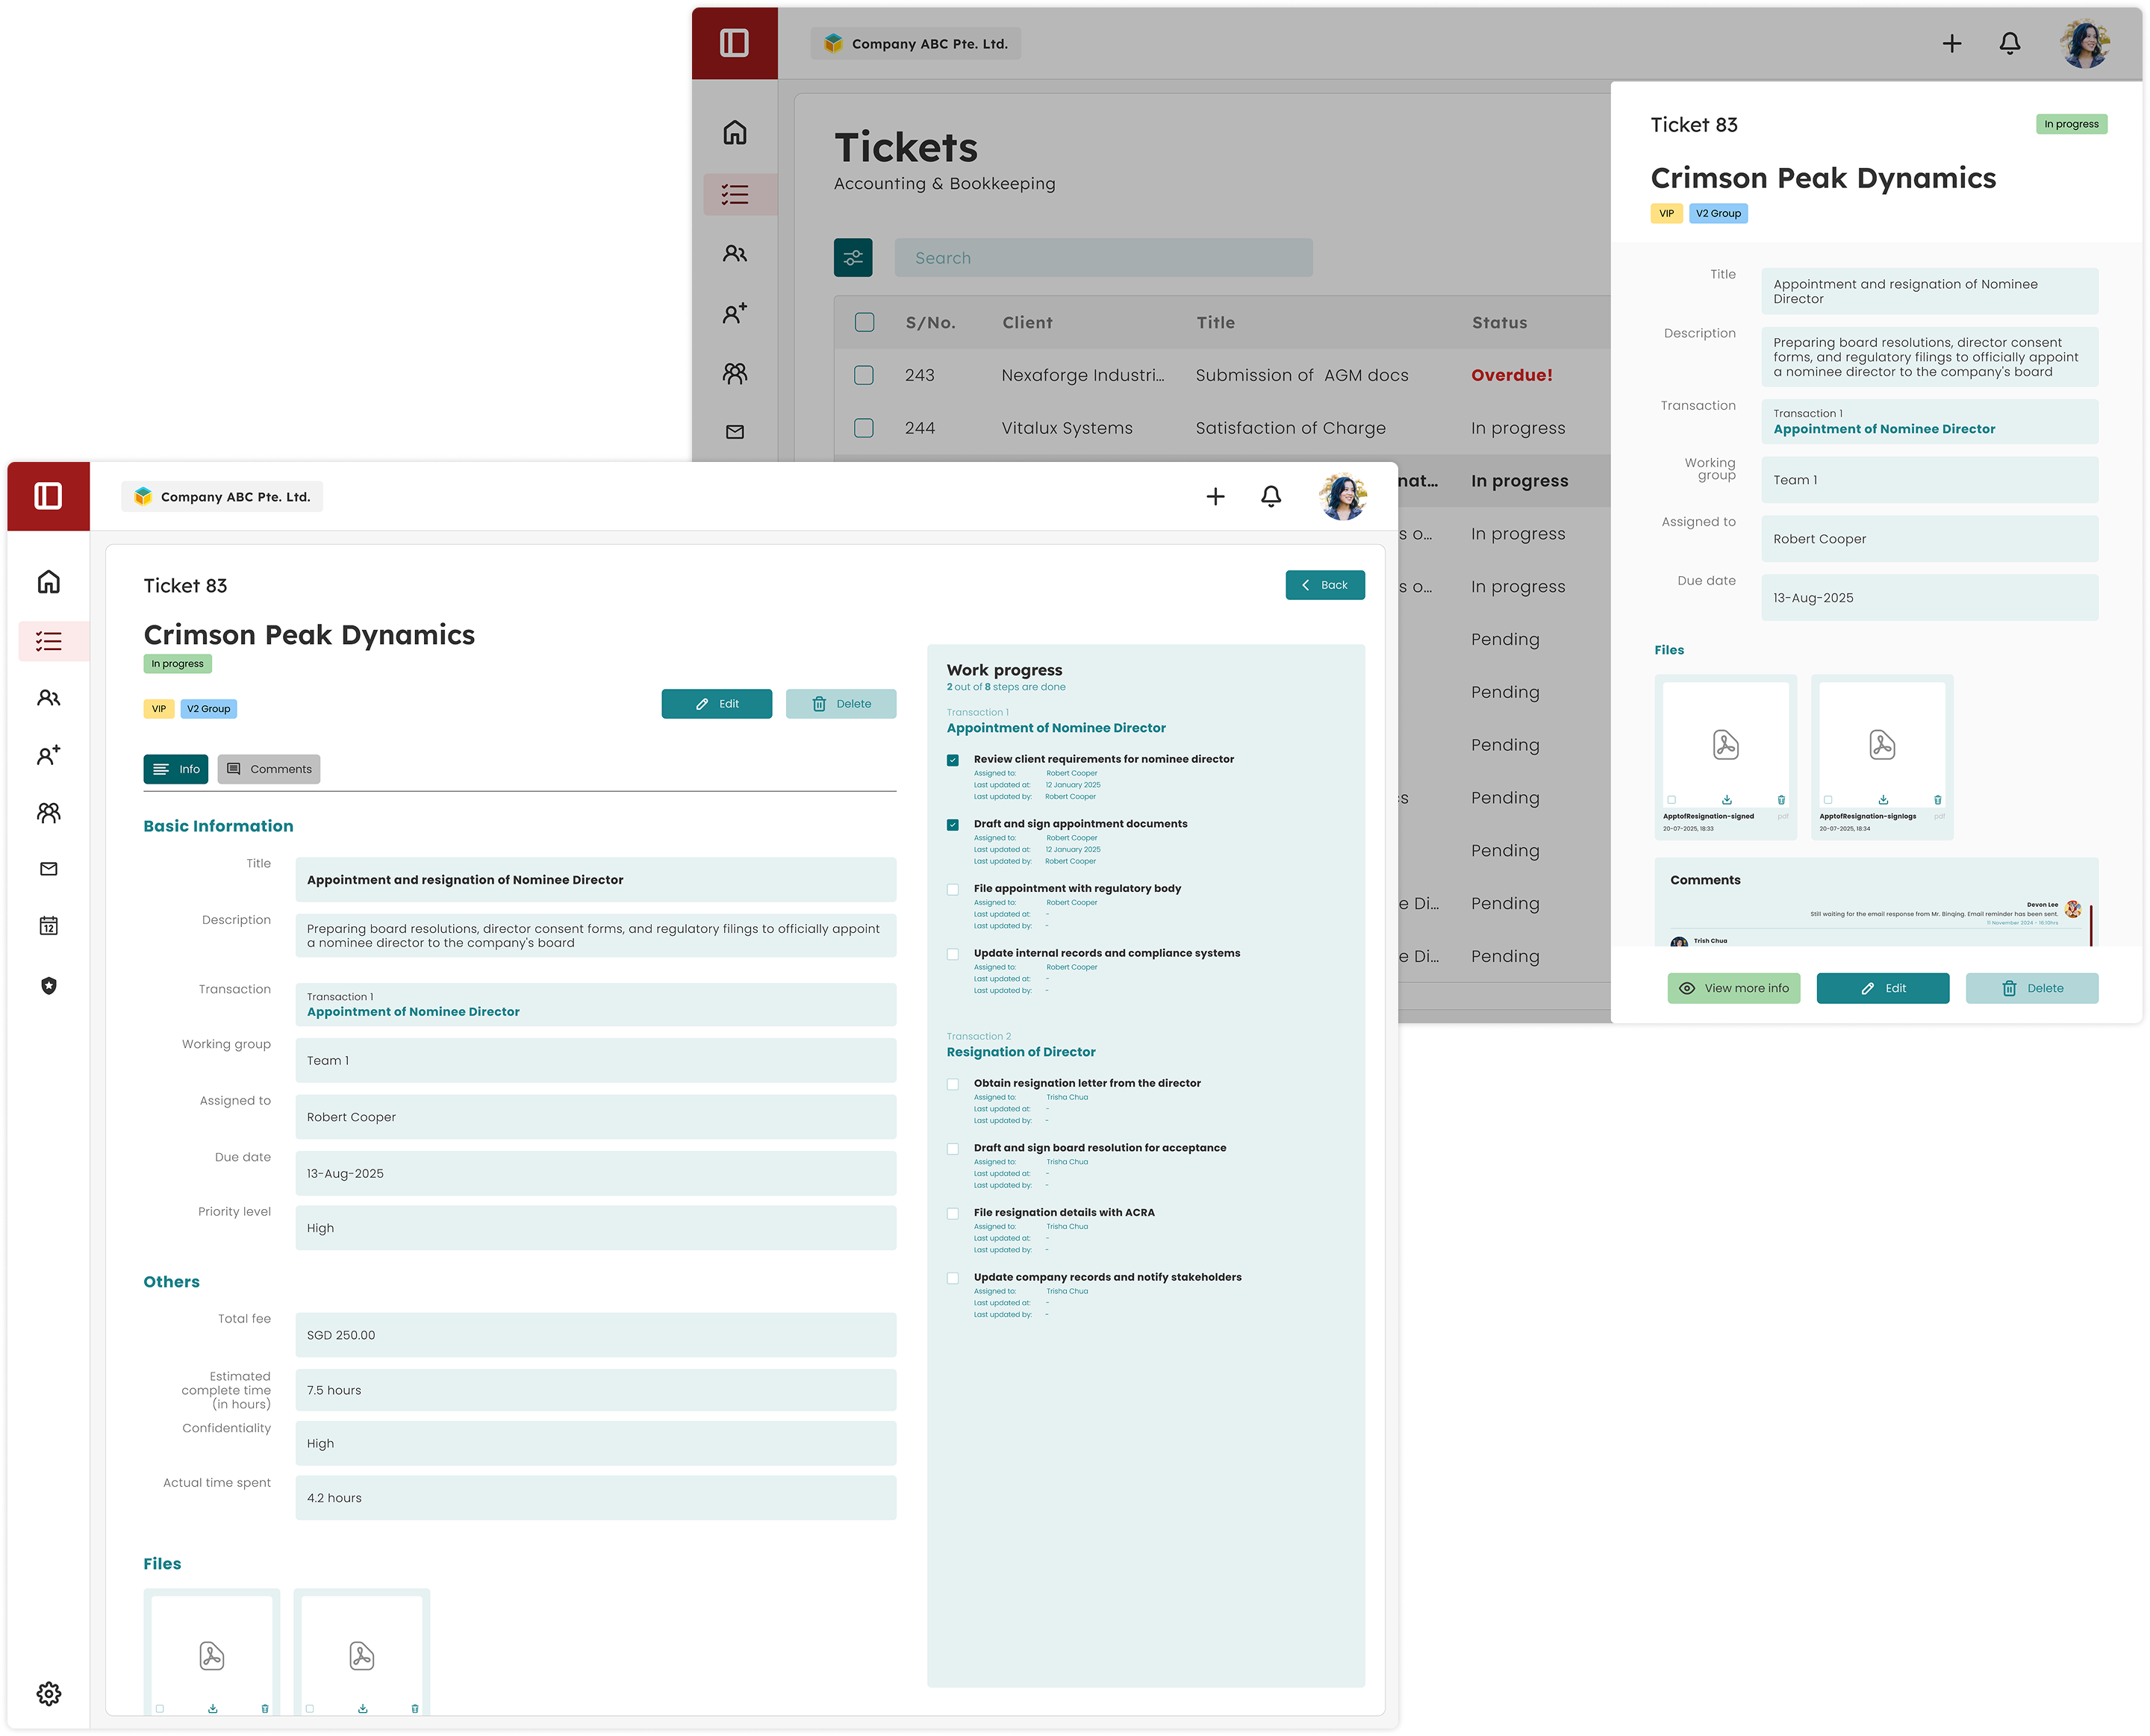 Company ABC Pte. Ltd.
Tickets
Accounting & Bookkeeping
Search
S/No. Client Title Status
243 Nexaforge Industri... Submission of AGM docs Overdue!
244 Vitalux Systems Satisfaction of Charge In progress
nat... In progress
s o... In progress
s o... In progress
Pending
Pending
Pending
s Pending
Pending
e Di... Pending
e Di... Pending
Ticket 83
In progress
Crimson Peak Dynamics
VIP
V2 Group
Title
Appointment and resignation of Nominee
Director
Description
Preparing board resolutions, director consent
forms, and regulatory filings to officially appoint
a nominee director to the company's board
Transaction
Transaction 1
Appointment of Nominee Director
Working
group
Team 1
Assigned to
Robert Cooper
Due date
13-Aug-2025
Files
ApptofResignation-signed pdf
20-07-2025, 18:33
ApptofResignation-signlogs pdf
20-07-2025, 18:34
Comments
Devon Lee
Still waiting for the email response from Mr. Binqing. Email reminder has been sent.
11 November 2024 - 16:10hrs
Trish Chua
View more info
Edit
Delete
Company ABC Pte. Ltd.
12
Ticket 83
Back
Crimson Peak Dynamics
In progress
VIP
V2 Group
Edit
Delete
Info
Comments
Basic Information
Title
Appointment and resignation of Nominee Director
Description
Preparing board resolutions, director consent forms, and regulatory filings to officially appoint
a nominee director to the company's board
Transaction
Transaction 1
Appointment of Nominee Director
Working group
Team 1
Assigned to
Robert Cooper
Due date
13-Aug-2025
Priority level
High
Others
Total fee
SGD 250.00
Estimated
complete time
(in hours)
7.5 hours
Confidentiality
High
Actual time spent
4.2 hours
Files
Work progress
2 out of 8 steps are done
Transaction 1
Appointment of Nominee Director
Review client requirements for nominee director
Assigned to: Robert Cooper
Last updated at: 12 January 2025
Last updated by: Robert Cooper
Draft and sign appointment documents
Assigned to: Robert Cooper
Last updated at: 12 January 2025
Last updated by: Robert Cooper
File appointment with regulatory body
Assigned to: Robert Cooper
Last updated at: -
Last updated by: -
Update internal records and compliance systems
Assigned to: Robert Cooper
Last updated at: -
Last updated by: -
Transaction 2
Resignation of Director
Obtain resignation letter from the director
Assigned to: Trisha Chua
Last updated at: -
Last updated by: -
Draft and sign board resolution for acceptance
Assigned to: Trisha Chua
Last updated at: -
Last updated by: -
File resignation details with ACRA
Assigned to: Trisha Chua
Last updated at: -
Last updated by: -
Update company records and notify stakeholders
Assigned to: Trisha Chua
Last updated at: -
Last updated by: -